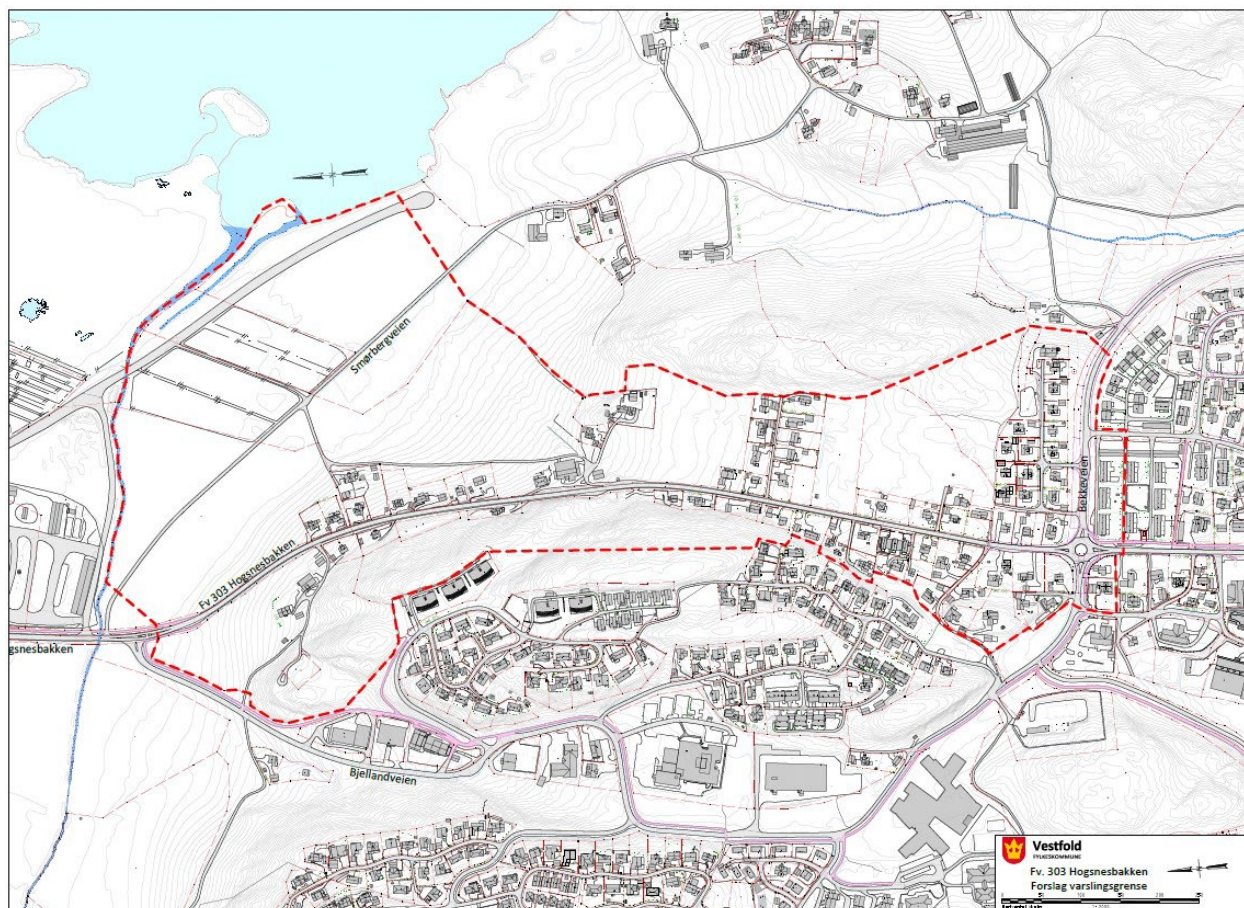 Smørbergveien
Fv 303 Hogsnesbakken
Bekkeveien
gsnesbakken
Bjellandveien
Vestfold
FYLKESKOMMUNE
Fv. 303 Hogsnesbakken
Forslag varslingsgrense